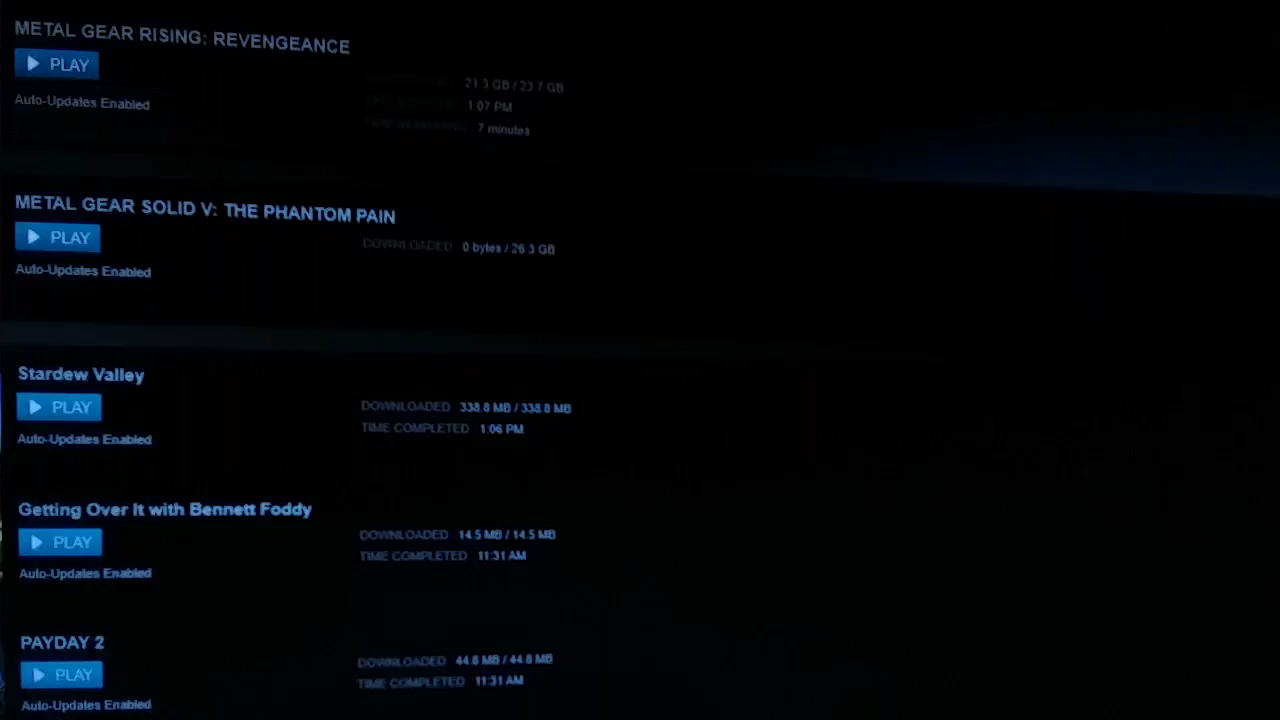 METAL GEAR RISING: REVENGEANCE
PLAY
21.3 GB / 23.7 GB
Auto-Updates Enabled
1:07 PM
TIME REMAINING 7 minutes
METAL GEAR SOLID V: THE PHANTOM PAIN
PLAY
DOWNLOADED 0 bytes / 26.3 GB
Auto-Updates Enabled
Stardew Valley
PLAY
DOWNLOADED 338.8 MB / 338.8 MB
TIME COMPLETED 1:06 PM
Auto-Updates Enabled
Getting Over It with Bennett Foddy
PLAY
DOWNLOADED 14.5 MB / 14.5 MB
TIME COMPLETED 11:31 AM
Auto-Updates Enabled
PAYDAY 2
PLAY
DOWNLOADED 44.8 MB / 44.8 MB
TIME COMPLETED 11:31 AM
Auto-Updates Enabled